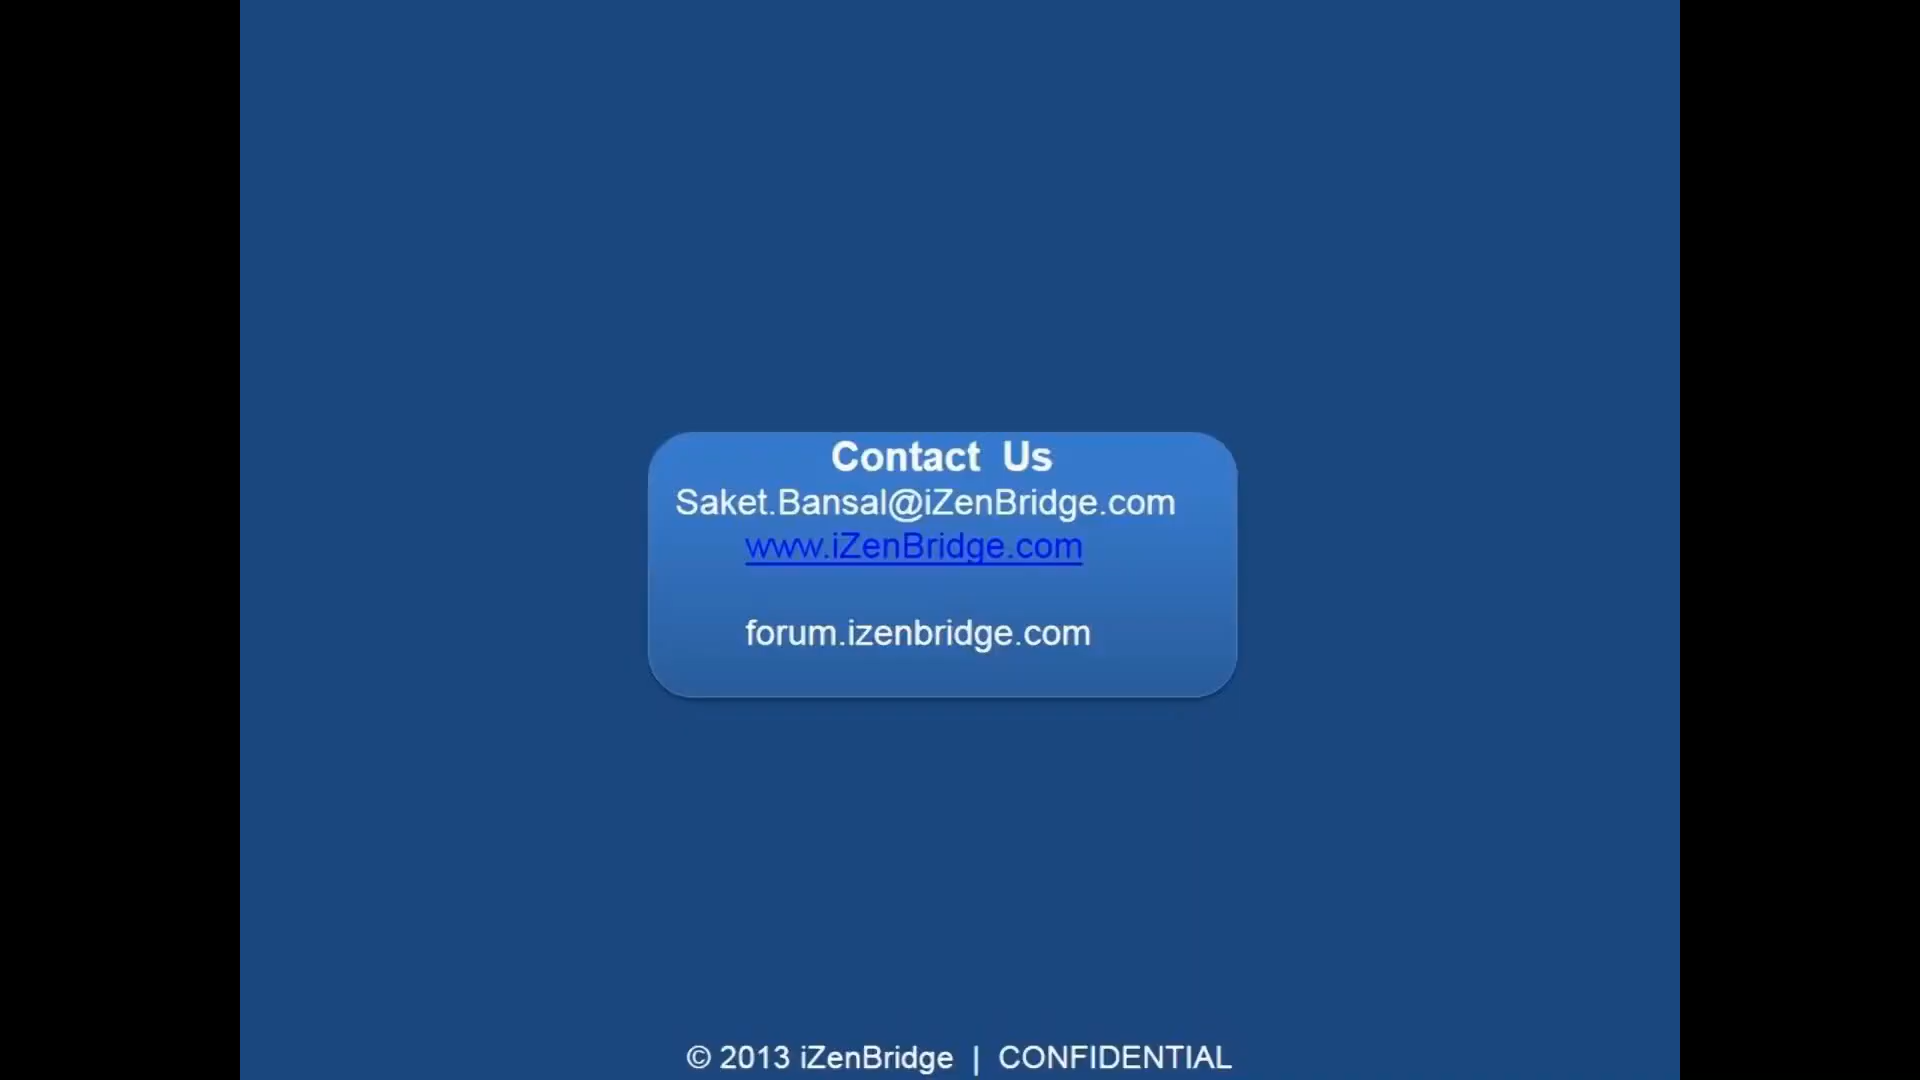 Contact Us
Saket.Bansal@iZenBridge.com
www.iZenBridge.com
forum.izenbridge.com
© 2013 iZenBridge | CONFIDENTIAL